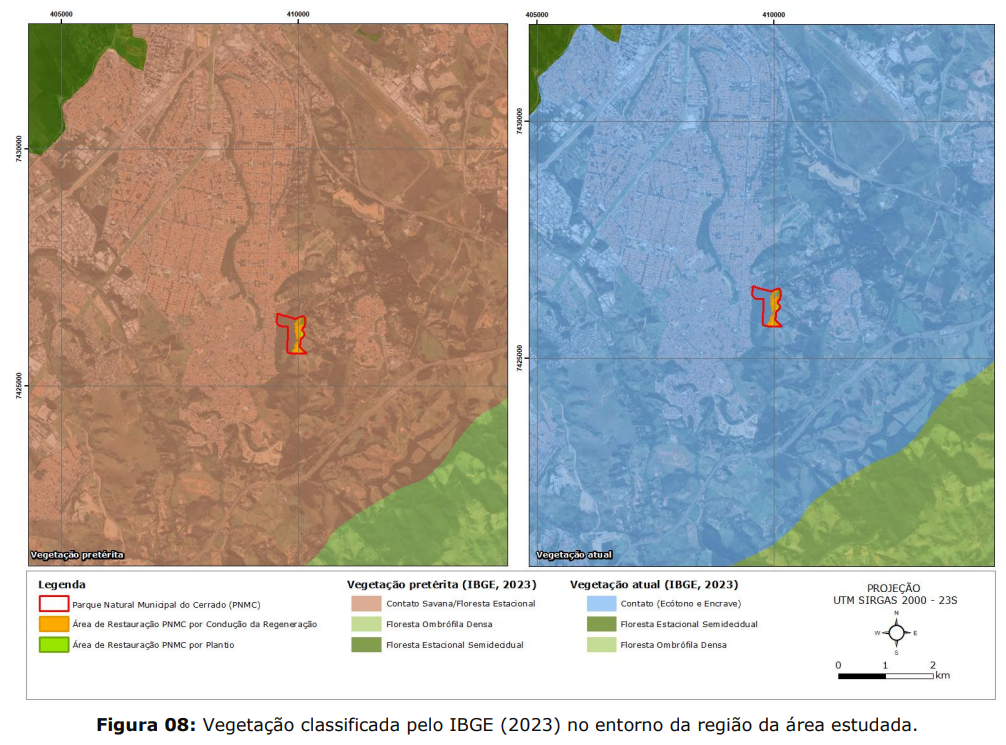 405000
410000
405000
410000
7430000
7430000
7425000
7425000
Vegetação pretérita
Vegetação atual
Legenda
Parque Natural Municipal do Cerrado (PNMC)
Área de Restauração PNMC por Condução da Regeneração
Área de Restauração PNMC por Plantio
Vegetação pretérita (IBGE, 2023)
Contato Savana/Floresta Estacional
Floresta Ombrófila Densa
Floresta Estacional Semidecidual
Vegetação atual (IBGE, 2023)
Contato (Ecótono e Encrave)
Floresta Estacional Semidecidual
Floresta Ombrófila Densa
PROJEÇÃO
UTM SIRGAS 2000 - 23S
N
W E
S
0 1 2
km
Figura 08: Vegetação classificada pelo IBGE (2023) no entorno da região da área estudada.